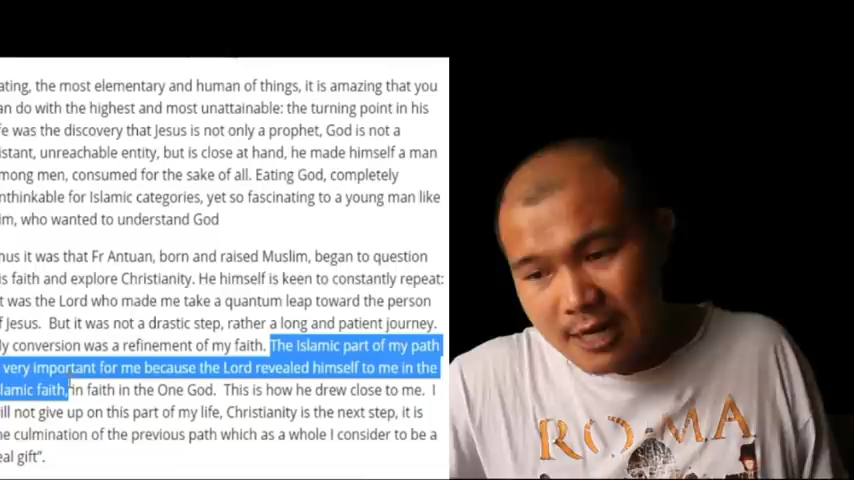 ating, the most elementary and human of things, it is amazing that you
an do with the highest and most unattainable: the turning point in his
fe was the discovery that Jesus is not only a prophet, God is not a
istant, unreachable entity, but is close at hand, he made himself a man
mong men, consumed for the sake of all. Eating God, completely
nthinkable for Islamic categories, yet so fascinating to a young man like
im, who wanted to understand God
hus it was that Fr Antuan, born and raised Muslim, began to question
is faith and explore Christianity. He himself is keen to constantly repeat:
t was the Lord who made me take a quantum leap toward the person
f Jesus. But it was not a drastic step, rather a long and patient journey.
ly conversion was a refinement of my faith. The Islamic part of my path
very important for me because the Lord revealed himself to me in the
lamic faith, in faith in the One God. This is how he drew close to me. I
ill not give up on this part of my life, Christianity is the next step, it is
ne culmination of the previous path which as a whole I consider to be a
eal gift".
ROMA